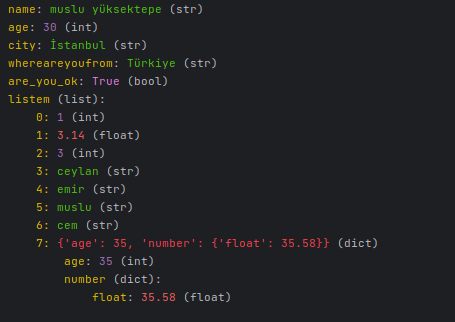 name: muslu yüksektepe (str)
age: 30 (int)
city: İstanbul (str)
whereareyoufrom: Türkiye (str)
are_you_ok: True (bool)
listem (list):
    0: 1 (int)
    1: 3.14 (float)
    2: 3 (int)
    3: ceylan (str)
    4: emir (str)
    5: muslu (str)
    6: cem (str)
    7: {'age': 35, 'number': {'float': 35.58}} (dict)
        age: 35 (int)
        number (dict):
            float: 35.58 (float)